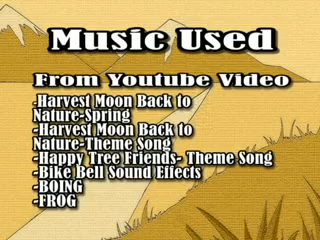 Music Used
From Youtube Video
-Harvest Moon Back to
Nature-Spring
-Harvest Moon Back to
Nature-Theme Song
-Happy Tree Friends- Theme Song
-Bike Bell Sound Effects
-BOING
-FROG